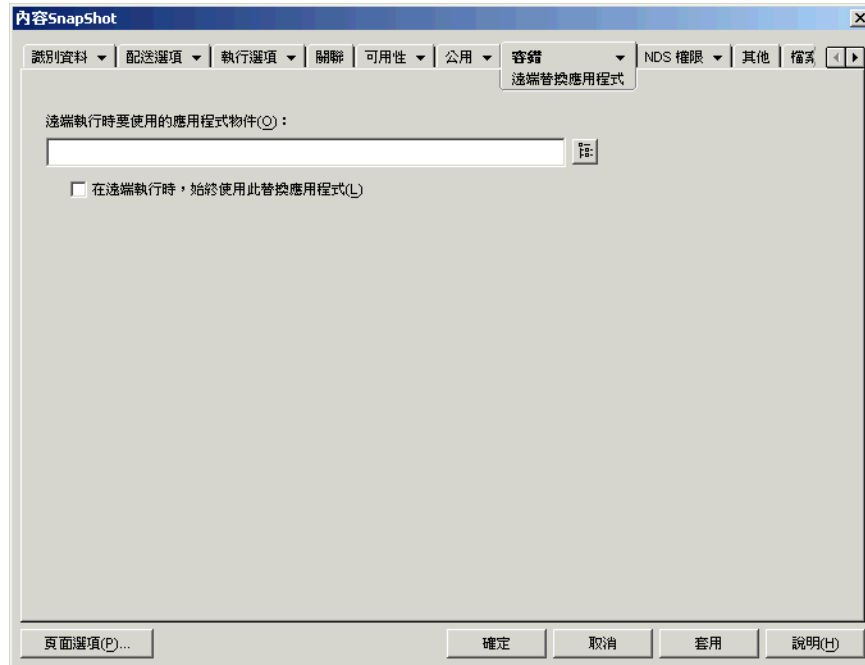 內容SnapShot
識別資料 配送選項 執行選項 關聯 可用性 公用 容錯 NDS 權限 其他
遠端替換應用程式
遠端執行時要使用的應用程式物件(O)：
在遠端執行時，始終使用此替換應用程式(L)
頁面選項(P)... 確定 取消 套用 說明(H)